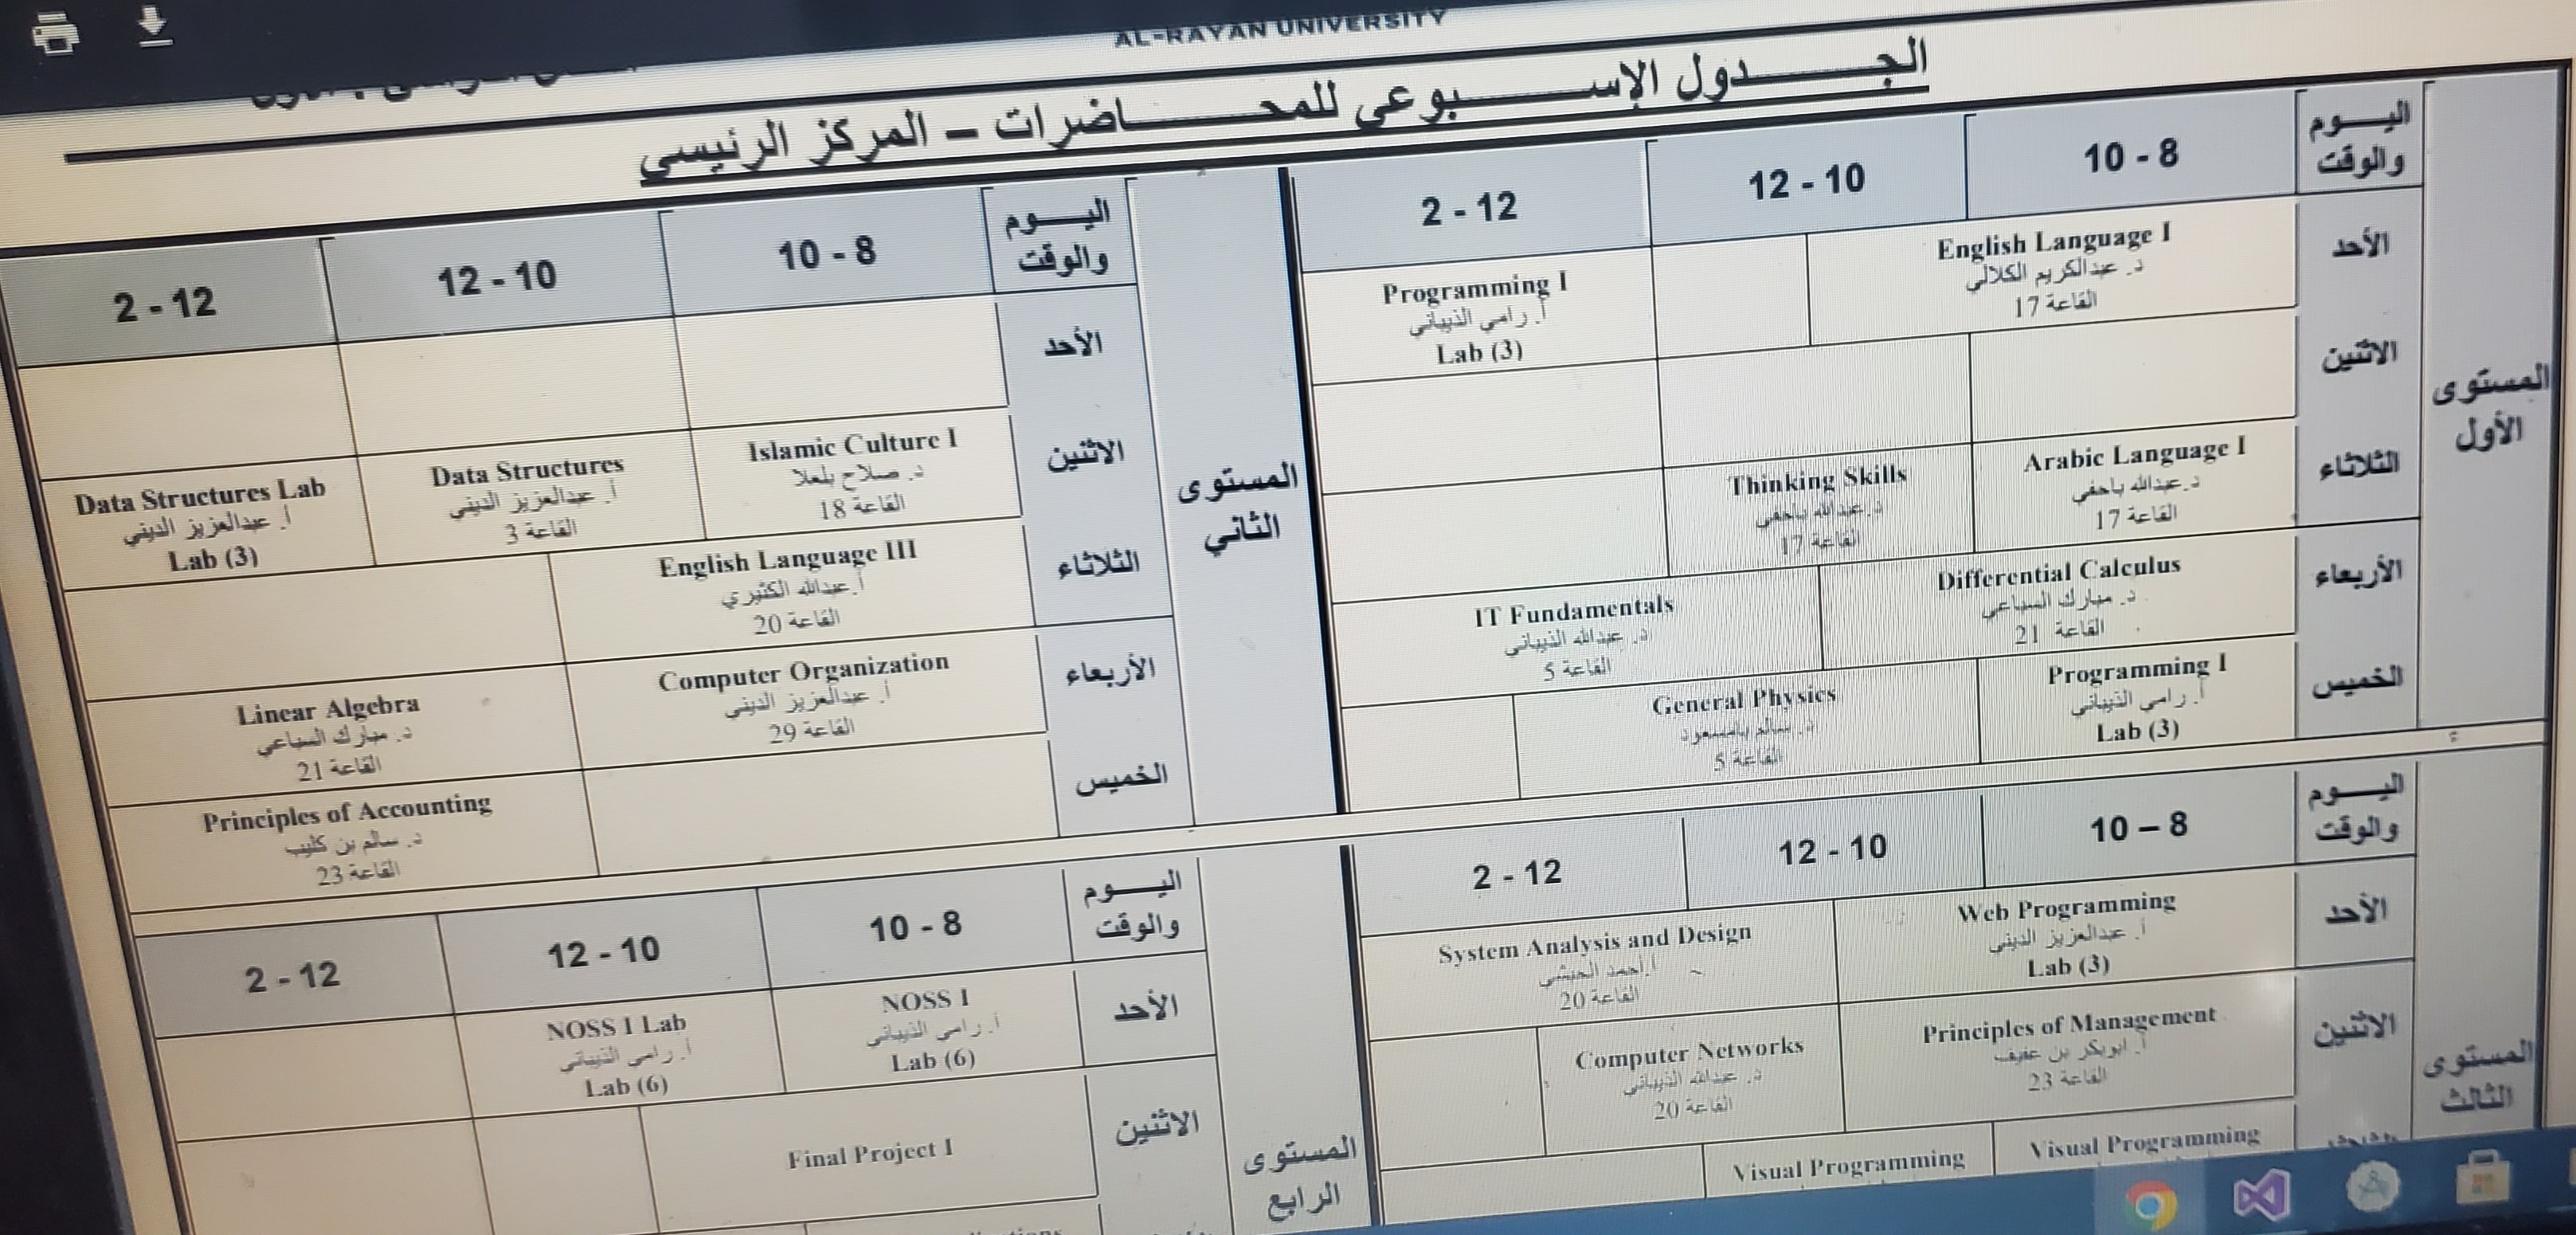 AL-RAYAN UNIVERSITY
الجـــدول الإســـبوعي للمحـــاضرات – المركز الرئيسي
المستوى الأول
اليـــوم والوقت
10 - 8
12 - 10
2 - 12
الأحد
English Language I
د. عبدالكريم الكلالي
القاعة 17
Programming I
أ. رامي الذيباني
Lab (3)
الاثنين
الثلاثاء
Arabic Language I
د.عبدالله باحفي
القاعة 17
Thinking Skills
د.عبدالله باحفي
القاعة 17
الأربعاء
Differential Calculus
د. مبارك السباعي
القاعة 21
IT Fundamentals
د. عبدالله الذيباني
القاعة 5
الخميس
Programming I
أ. رامي الذيباني
Lab (3)
General Physics
د. سالم بامسعود
القاعة 5
المستوى الثاني
اليـــوم والوقت
10 - 8
12 - 10
2 - 12
الأحد
الاثنين
Islamic Culture I
د. صلاح بلعلا
القاعة 18
Data Structures
أ. عبدالعزيز الديني
القاعة 3
Data Structures Lab
أ. عبدالعزيز الديني
Lab (3)
الثلاثاء
English Language III
أ.عبدالله الكثيري
القاعة 20
الأربعاء
Computer Organization
أ. عبدالعزيز الديني
القاعة 29
Linear Algebra
د. مبارك السباعي
القاعة 21
الخميس
Principles of Accounting
د. سالم بن كليب
القاعة 23
المستوى الثالث
اليـــوم والوقت
10 – 8
12 - 10
2 - 12
الأحد
Web Programming
أ. عبدالعزيز الديني
Lab (3)
System Analysis and Design
أ.احمد الحبشي
القاعة 20
الاثنين
Principles of Management
أ. ابوبكر بن عفيف
القاعة 23
Computer Networks
د. عبدالله الذيباني
القاعة 20
Visual Programming
Visual Programming
المستوى الرابع
اليـــوم والوقت
10 - 8
12 - 10
2 - 12
الأحد
NOSS I
أ. رامي الذيباني
Lab (6)
NOSS I Lab
أ. رامي الذيباني
Lab (6)
الاثنين
Final Project I